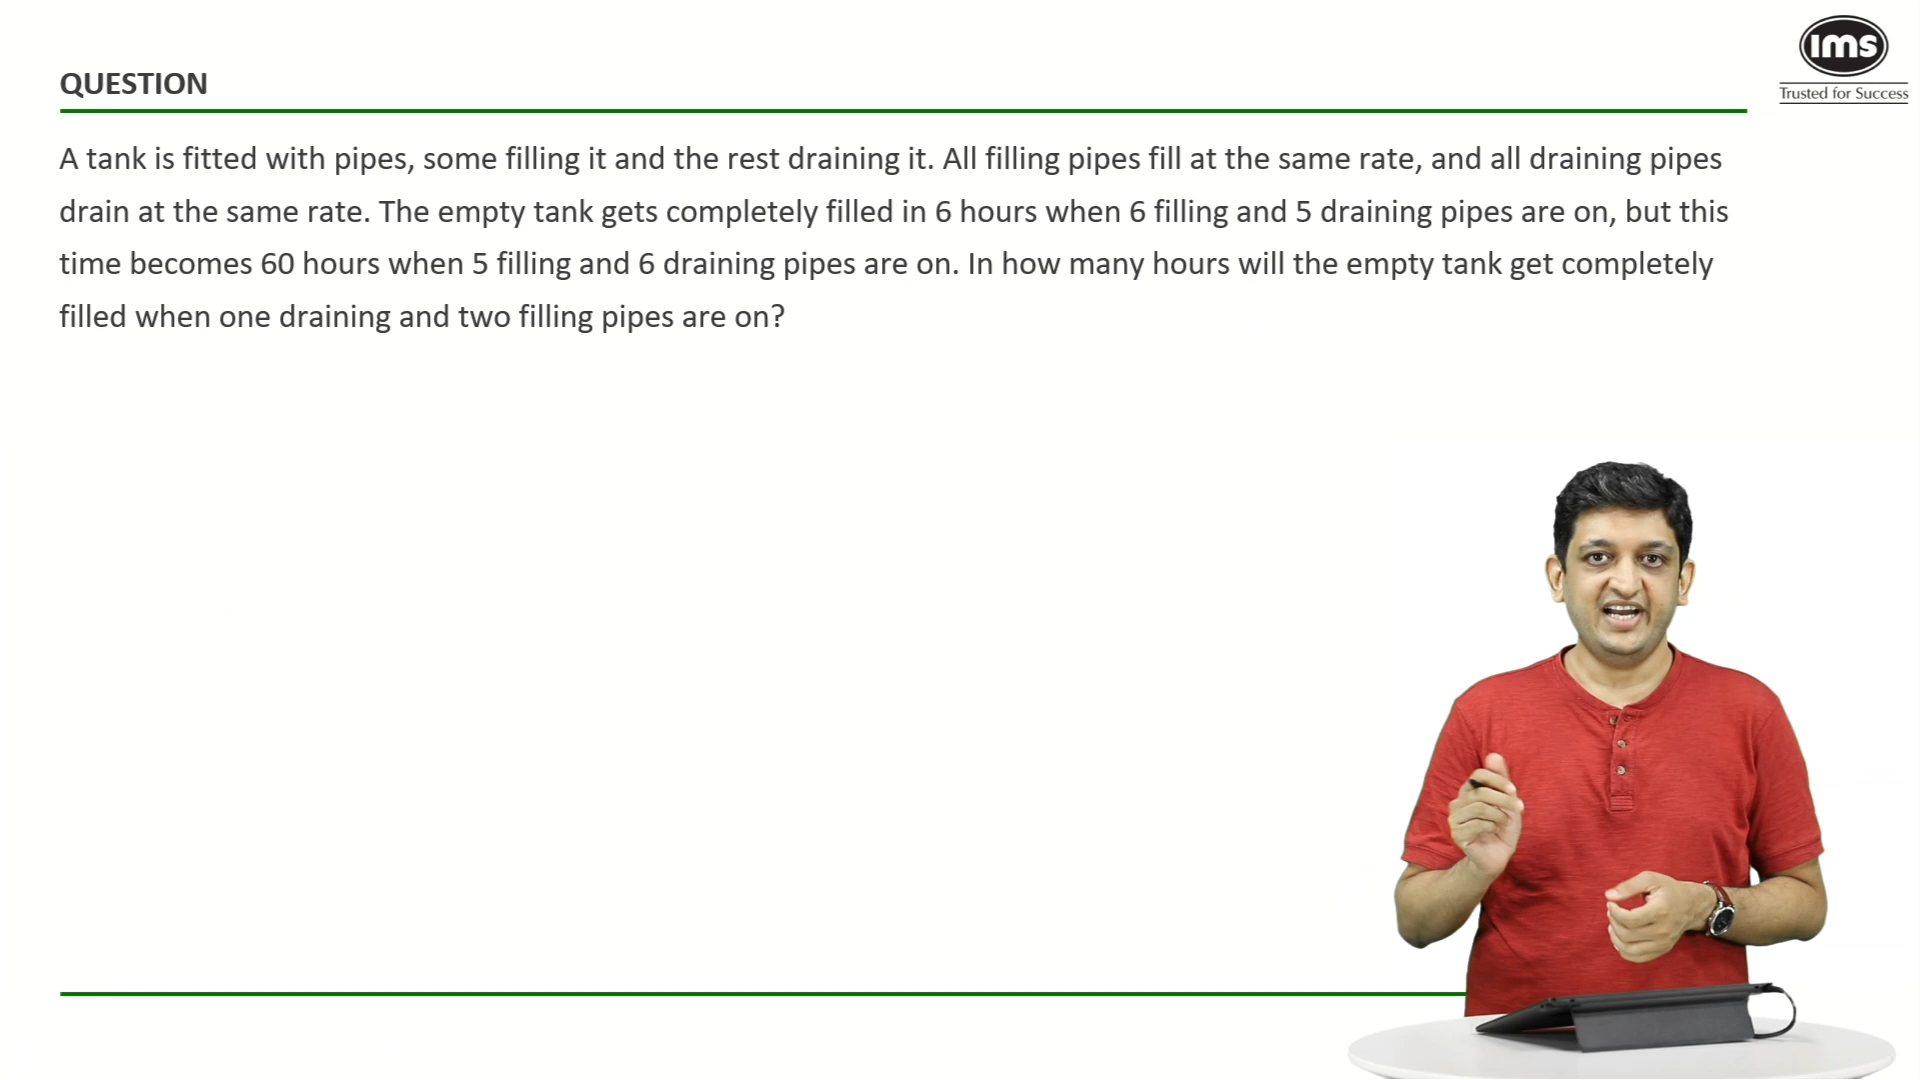 ims
Trusted for Success
QUESTION
A tank is fitted with pipes, some filling it and the rest draining it. All filling pipes fill at the same rate, and all draining pipes
drain at the same rate. The empty tank gets completely filled in 6 hours when 6 filling and 5 draining pipes are on, but this
time becomes 60 hours when 5 filling and 6 draining pipes are on. In how many hours will the empty tank get completely
filled when one draining and two filling pipes are on?